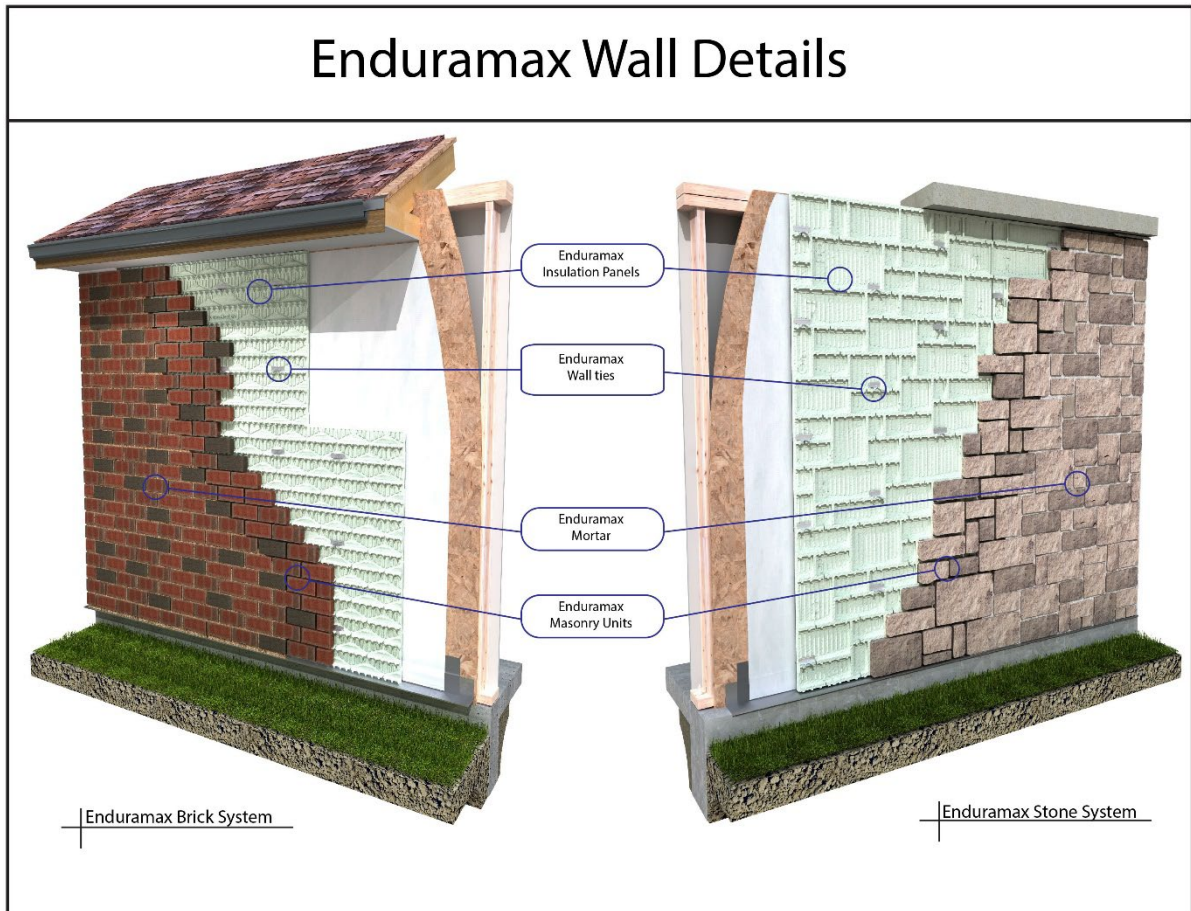 Enduramax Wall Details
Enduramax
Insulation Panels
Enduramax
Wall ties
Enduramax
Mortar
Enduramax
Masonry Units
Enduramax Brick System
Enduramax Stone System